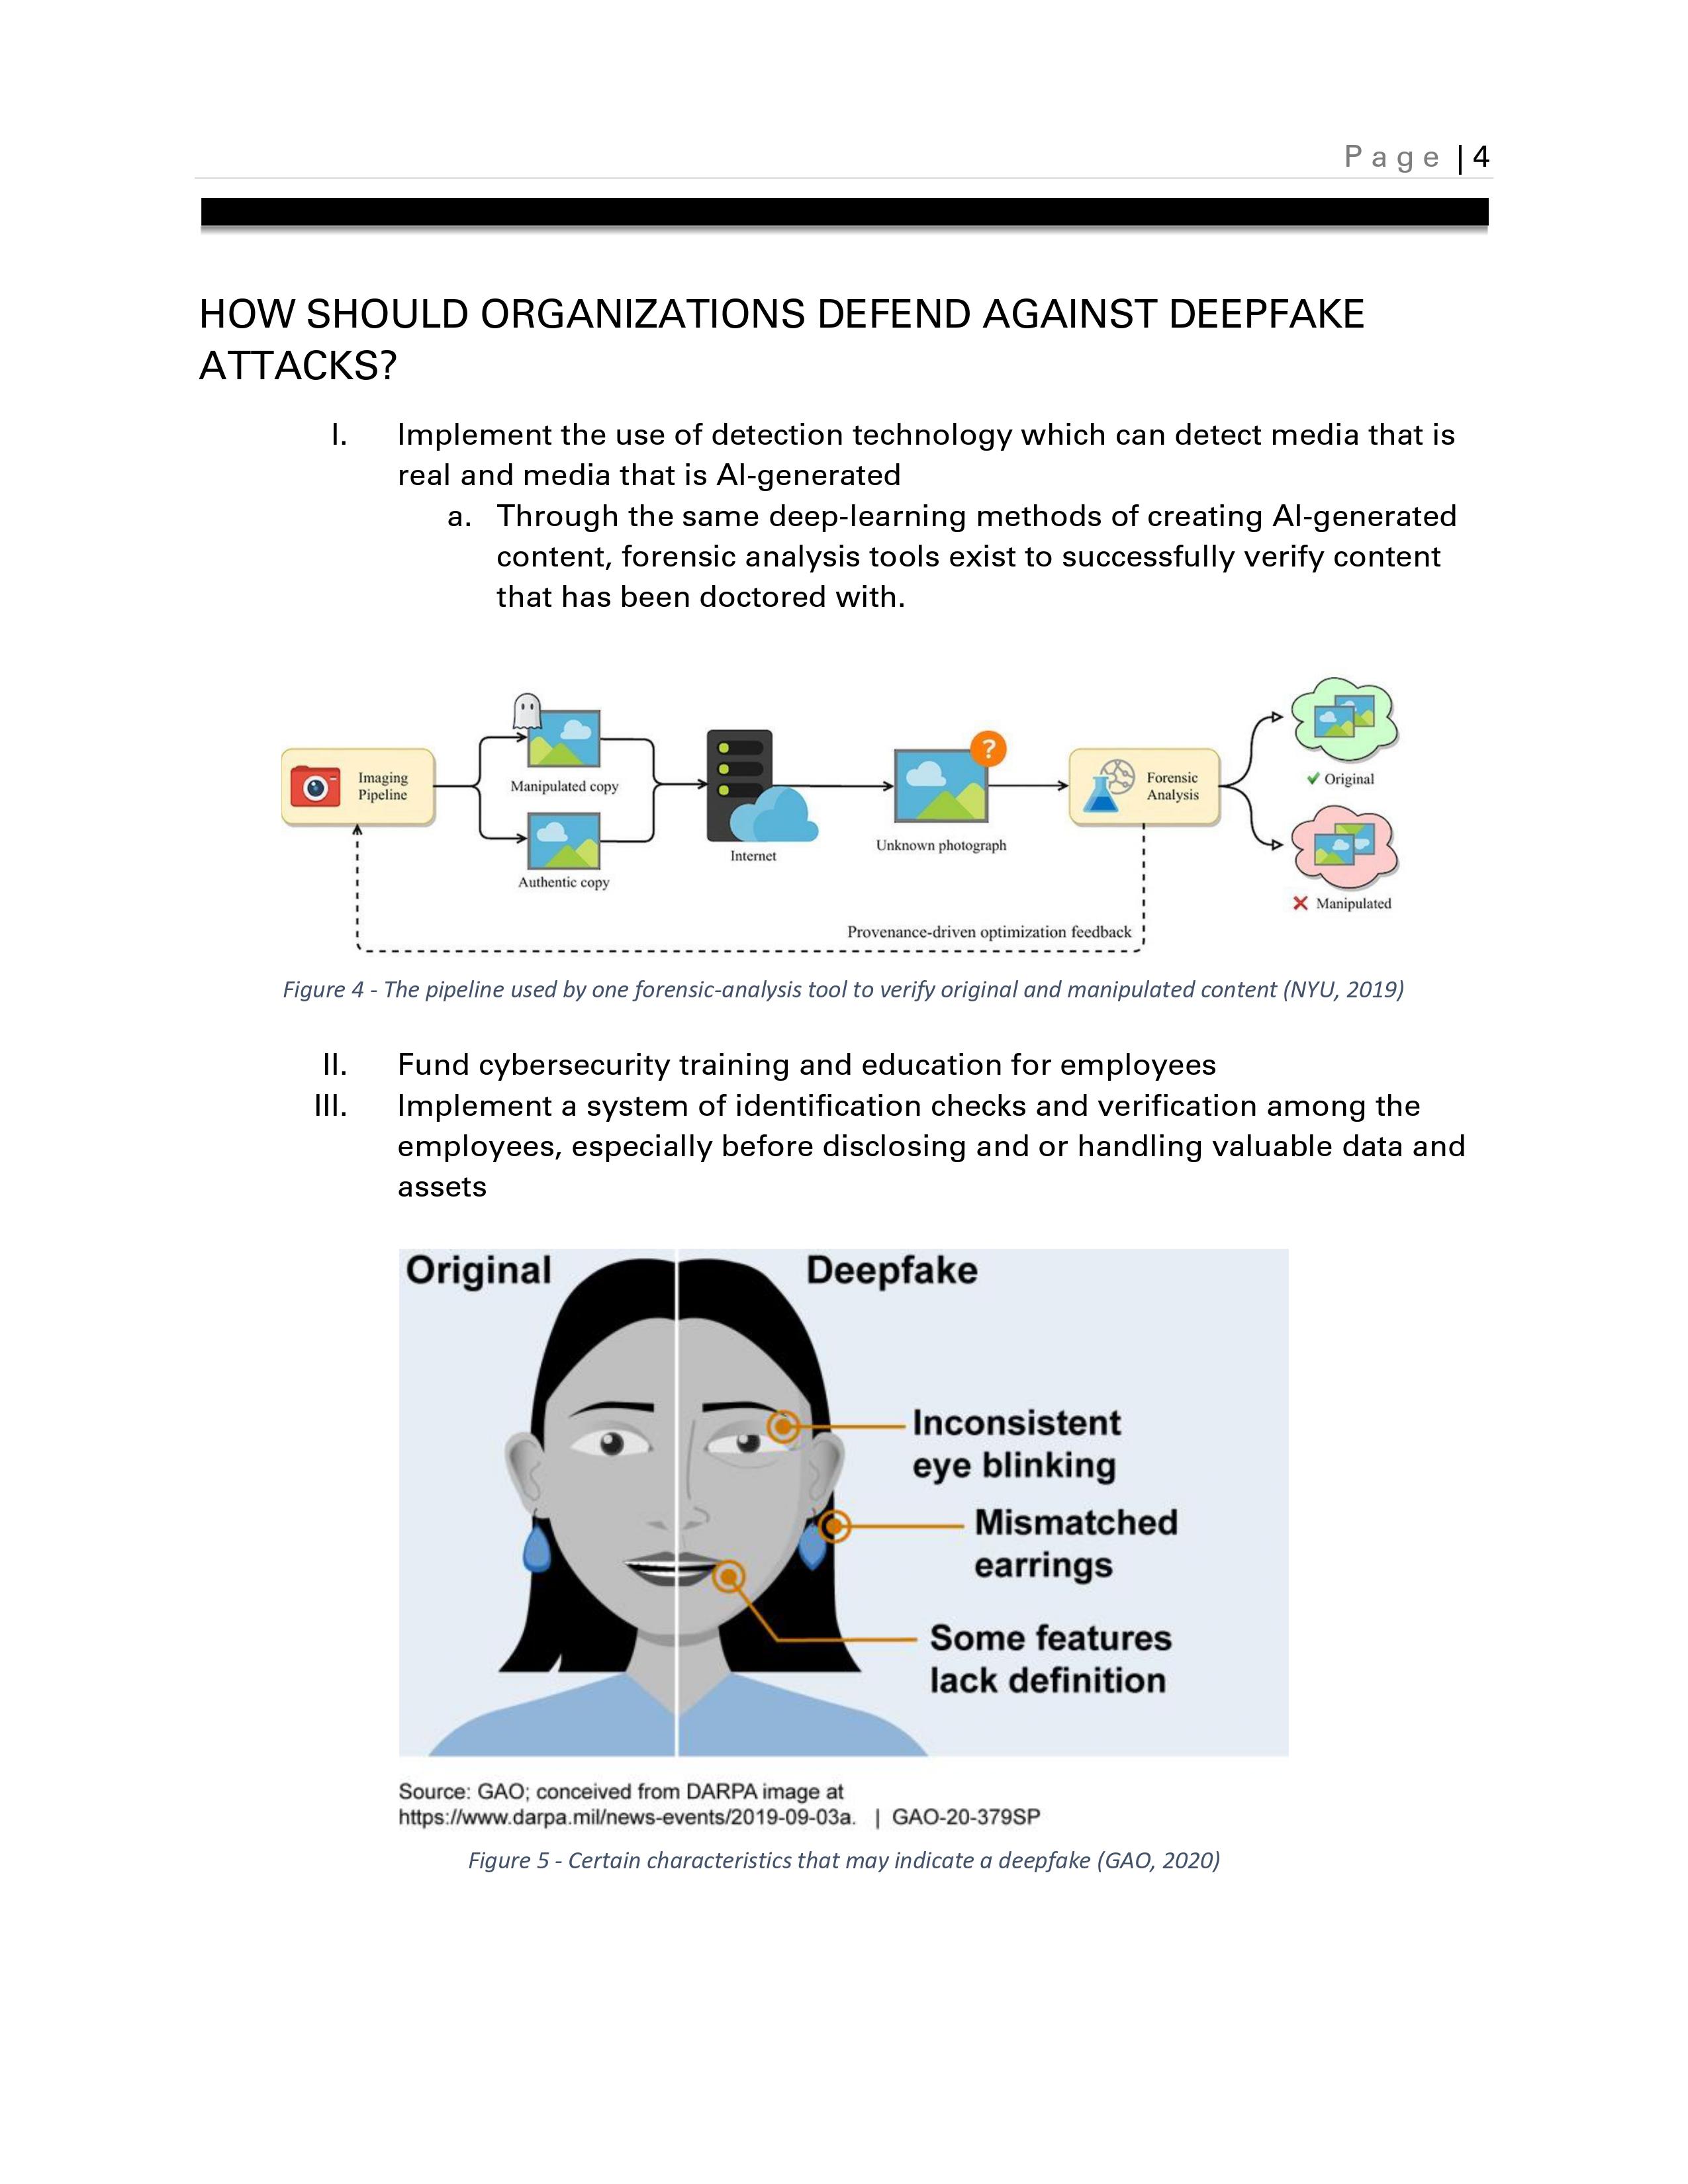 Page | 4
HOW SHOULD ORGANIZATIONS DEFEND AGAINST DEEPFAKE
ATTACKS?
I. Implement the use of detection technology which can detect media that is
real and media that is AI-generated
a. Through the same deep-learning methods of creating AI-generated
content, forensic analysis tools exist to successfully verify content
that has been doctored with.
Imaging
Pipeline
Manipulated copy
Authentic copy
Internet
?
Unknown photograph
Forensic
Analysis
Original
Manipulated
Provenance-driven optimization feedback
Figure 4 - The pipeline used by one forensic-analysis tool to verify original and manipulated content (NYU, 2019)
II. Fund cybersecurity training and education for employees
III. Implement a system of identification checks and verification among the
employees, especially before disclosing and or handling valuable data and
assets
Original
Deepfake
Inconsistent
eye blinking
Mismatched
earrings
Some features
lack definition
Source: GAO; conceived from DARPA image at
https://www.darpa.mil/news-events/2019-09-03a. | GAO-20-379SP
Figure 5 - Certain characteristics that may indicate a deepfake (GAO, 2020)